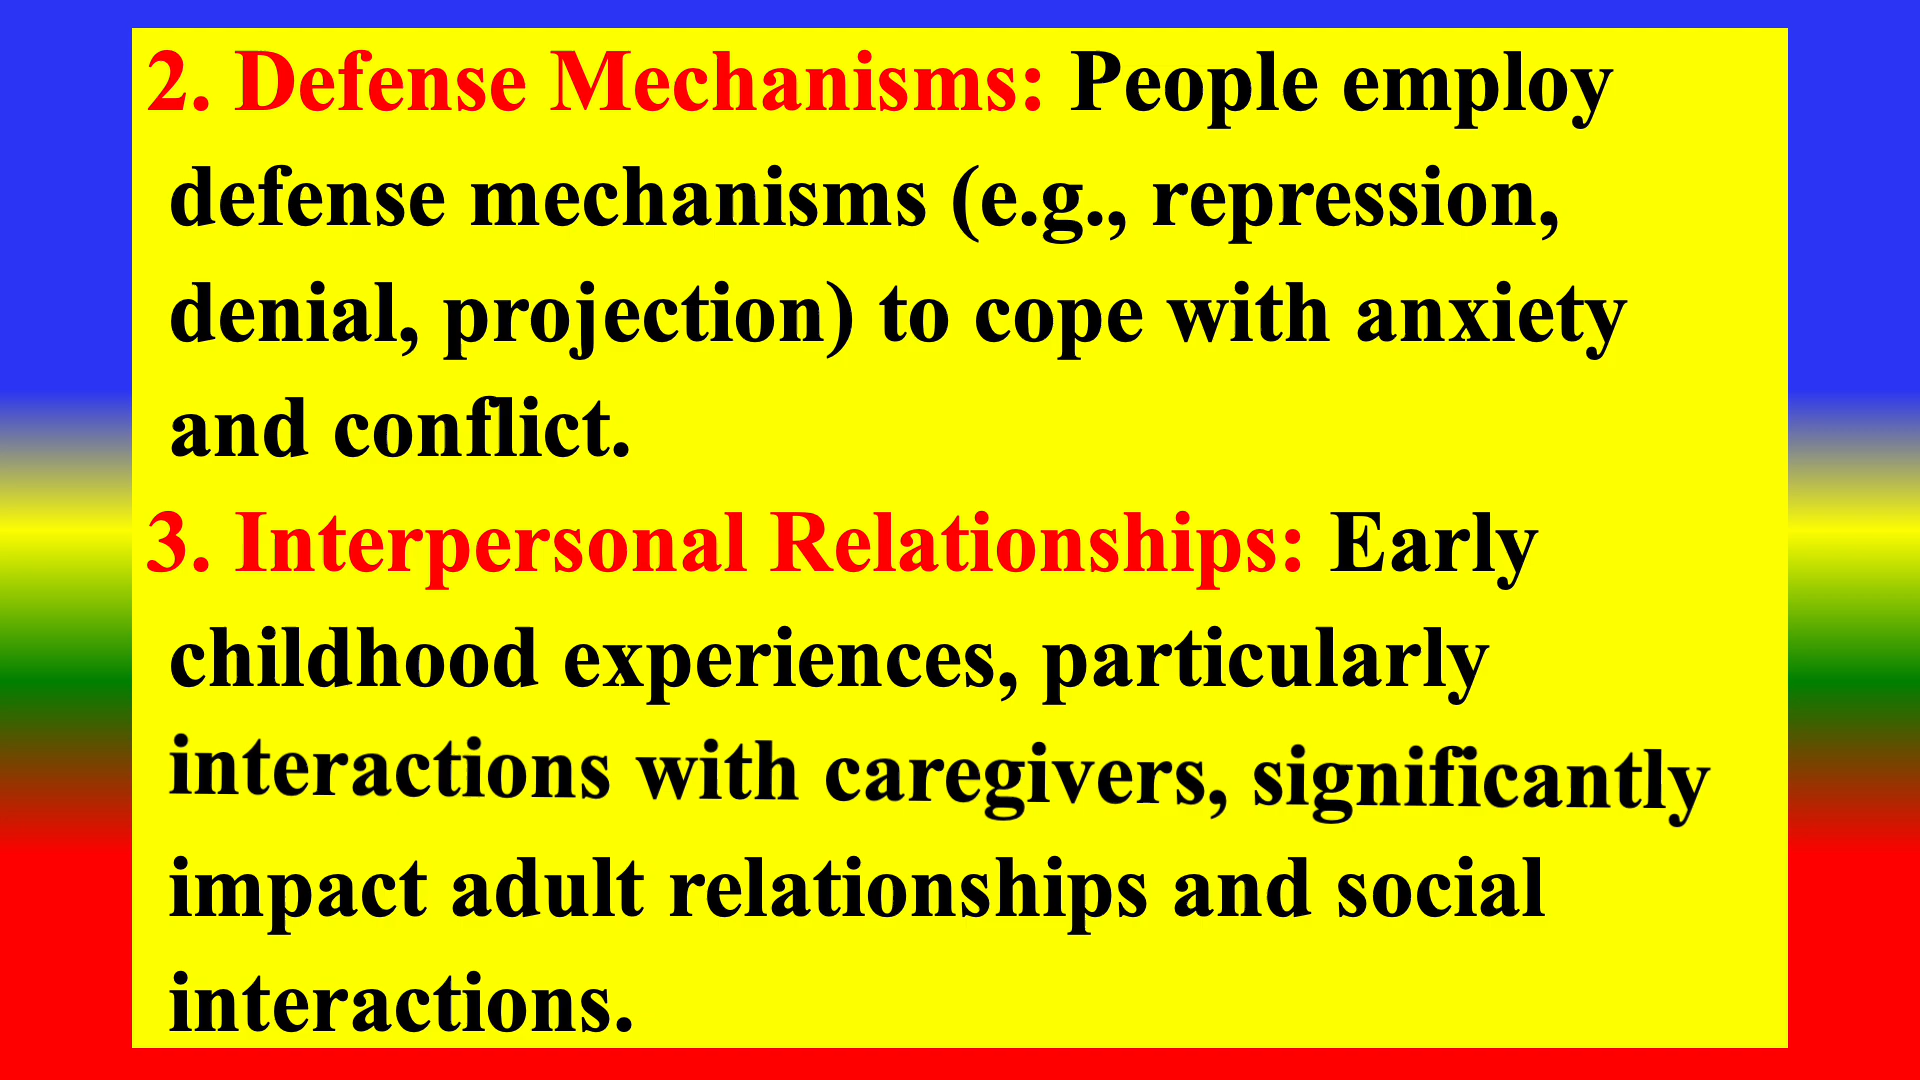 2. Defense Mechanisms: People employ
defense mechanisms (e.g., repression,
denial, projection) to cope with anxiety
and conflict.
3. Interpersonal Relationships: Early
childhood experiences, particularly
interactions with caregivers, significantly
impact adult relationships and social
interactions.